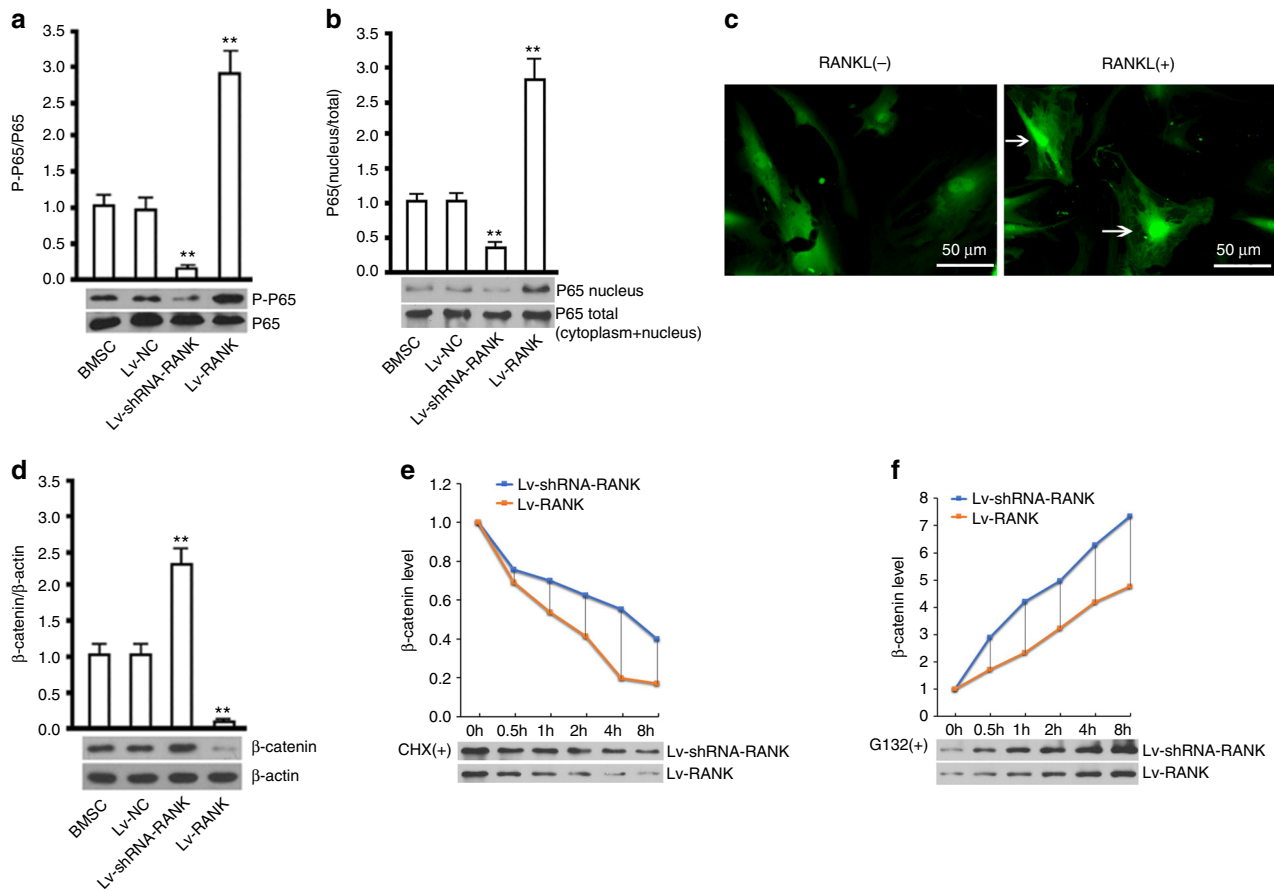 a
3.5
3.0
2.5
2.0
1.5
1.0
0.5
0.0
P-P65/P65
**
**
P-P65
P65
BMSC
Lv-NC
Lv-shRNA-RANK
Lv-RANK
b
3.5
3.0
2.5
2.0
1.5
1.0
0.5
0.0
P65(nucleus/total)
**
**
P65 nucleus
P65 total
(cytoplasm+nucleus)
BMSC
Lv-NC
Lv-shRNA-RANK
Lv-RANK
c
RANKL(–)
RANKL(+)
50 μm
50 μm
d
3.5
3.0
2.5
2.0
1.5
1.0
0.5
0.0
β-catenin/β-actin
**
**
β-catenin
β-actin
BMSC
Lv-NC
Lv-shRNA-RANK
Lv-RANK
e
Lv-shRNA-RANK
Lv-RANK
1.2
1.0
0.8
0.6
0.4
0.2
0.0
β-catenin level
0h 0.5h 1h 2h 4h 8h
CHX(+)
Lv-shRNA-RANK
Lv-RANK
f
Lv-shRNA-RANK
Lv-RANK
8
7
6
5
4
3
2
1
0
β-catenin level
0h 0.5h 1h 2h 4h 8h
G132(+)
Lv-shRNA-RANK
Lv-RANK